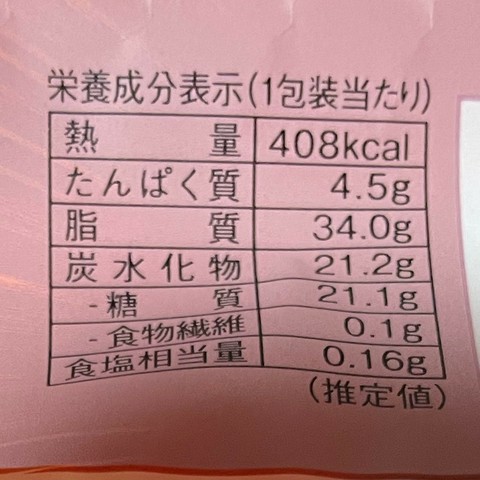 栄養成分表示(1包装当たり)
熱量 408kcal
たんぱく質 4.5g
脂質 34.0g
炭水化物 21.2g
-糖質 21.1g
-食物繊維 0.1g
食塩相当量 0.16g
(推定値)